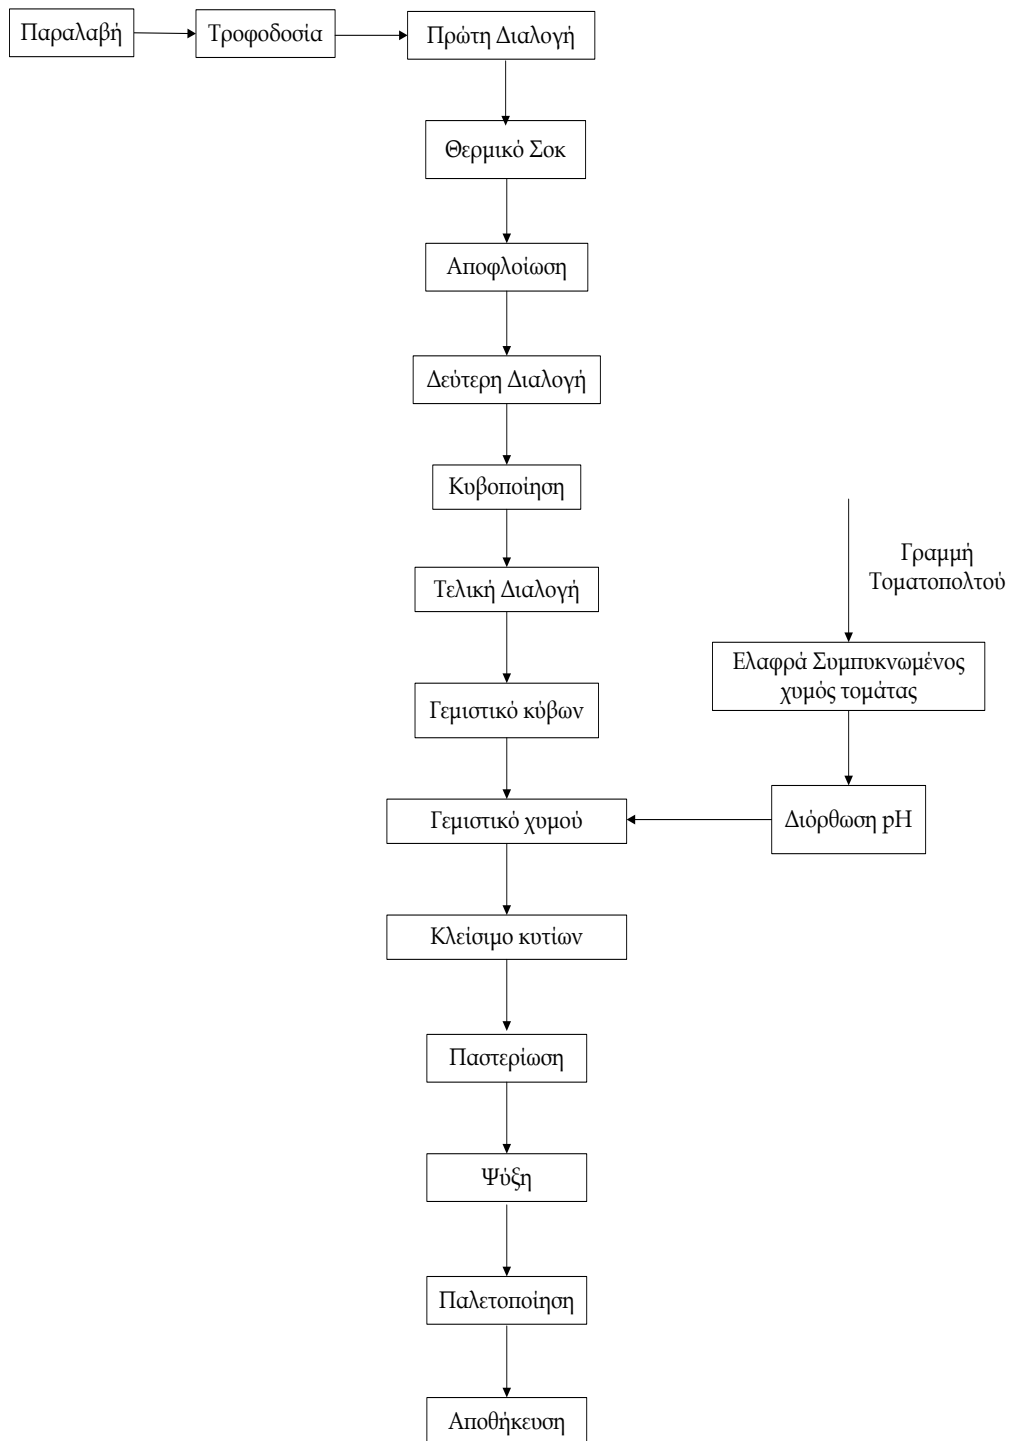 Παραλαβή
Τροφοδοσία
Πρώτη Διαλογή
Θερμικό Σοκ
Αποφλοίωση
Δεύτερη Διαλογή
Κυβοποίηση
Τελική Διαλογή
Γραμμή
Τοματοπολτού
Ελαφρά Συμπυκνωμένος
χυμός τομάτας
Γεμιστικό κύβων
Γεμιστικό χυμού
Διόρθωση pH
Κλείσιμο κυτίων
Παστερίωση
Ψύξη
Παλετοποίηση
Αποθήκευση